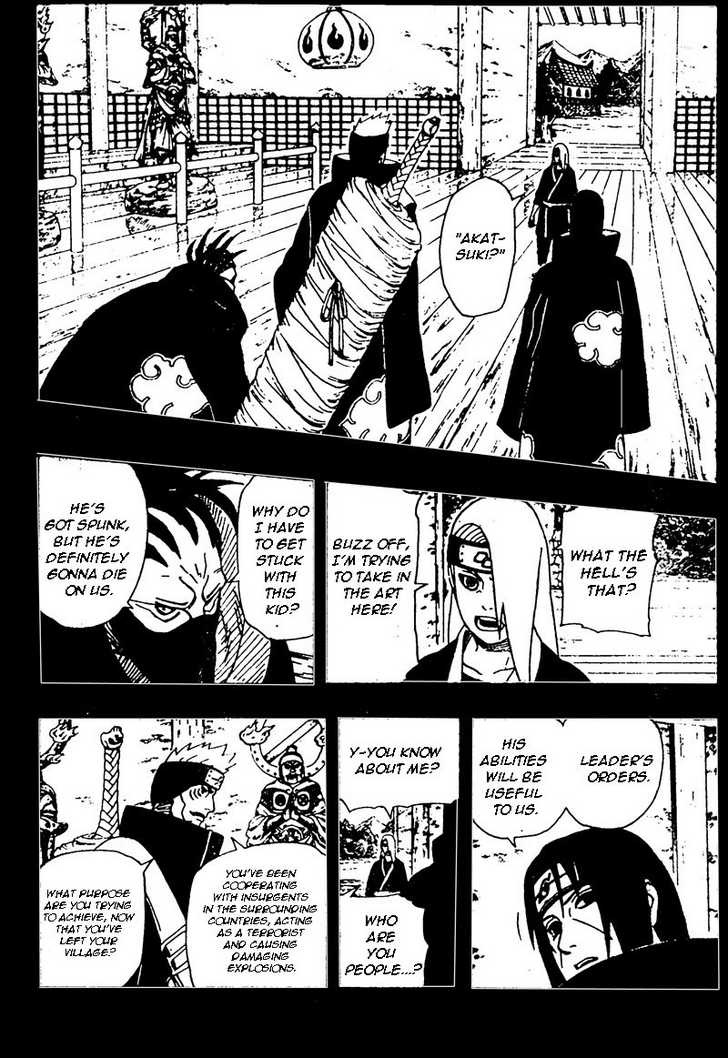 "AKAT-
SUKI?"
WHAT THE
HELL'S
THAT?
BUZZ OFF,
I'M TRYING
TO TAKE IN
THE ART
HERE!
WHY DO
I HAVE
TO GET
STUCK
WITH
THIS
KID?
HE'S
GOT SPUNK,
BUT HE'S
DEFINITELY
GONNA DIE
ON US.
LEADER'S
ORDERS.
HIS
ABILITIES
WILL BE
USEFUL
TO US.
Y-YOU KNOW
ABOUT ME?
WHO
ARE
YOU
PEOPLE....?
YOU'VE BEEN
COOPERATING
WITH INSURGENTS
IN THE SURROUNDING
COUNTRIES, ACTING
AS A TERRORIST
AND CAUSING
DAMAGING
EXPLOSIONS.
WHAT PURPOSE
ARE YOU TRYING
TO ACHIEVE, NOW
THAT YOU'VE
LEFT YOUR
VILLAGE?